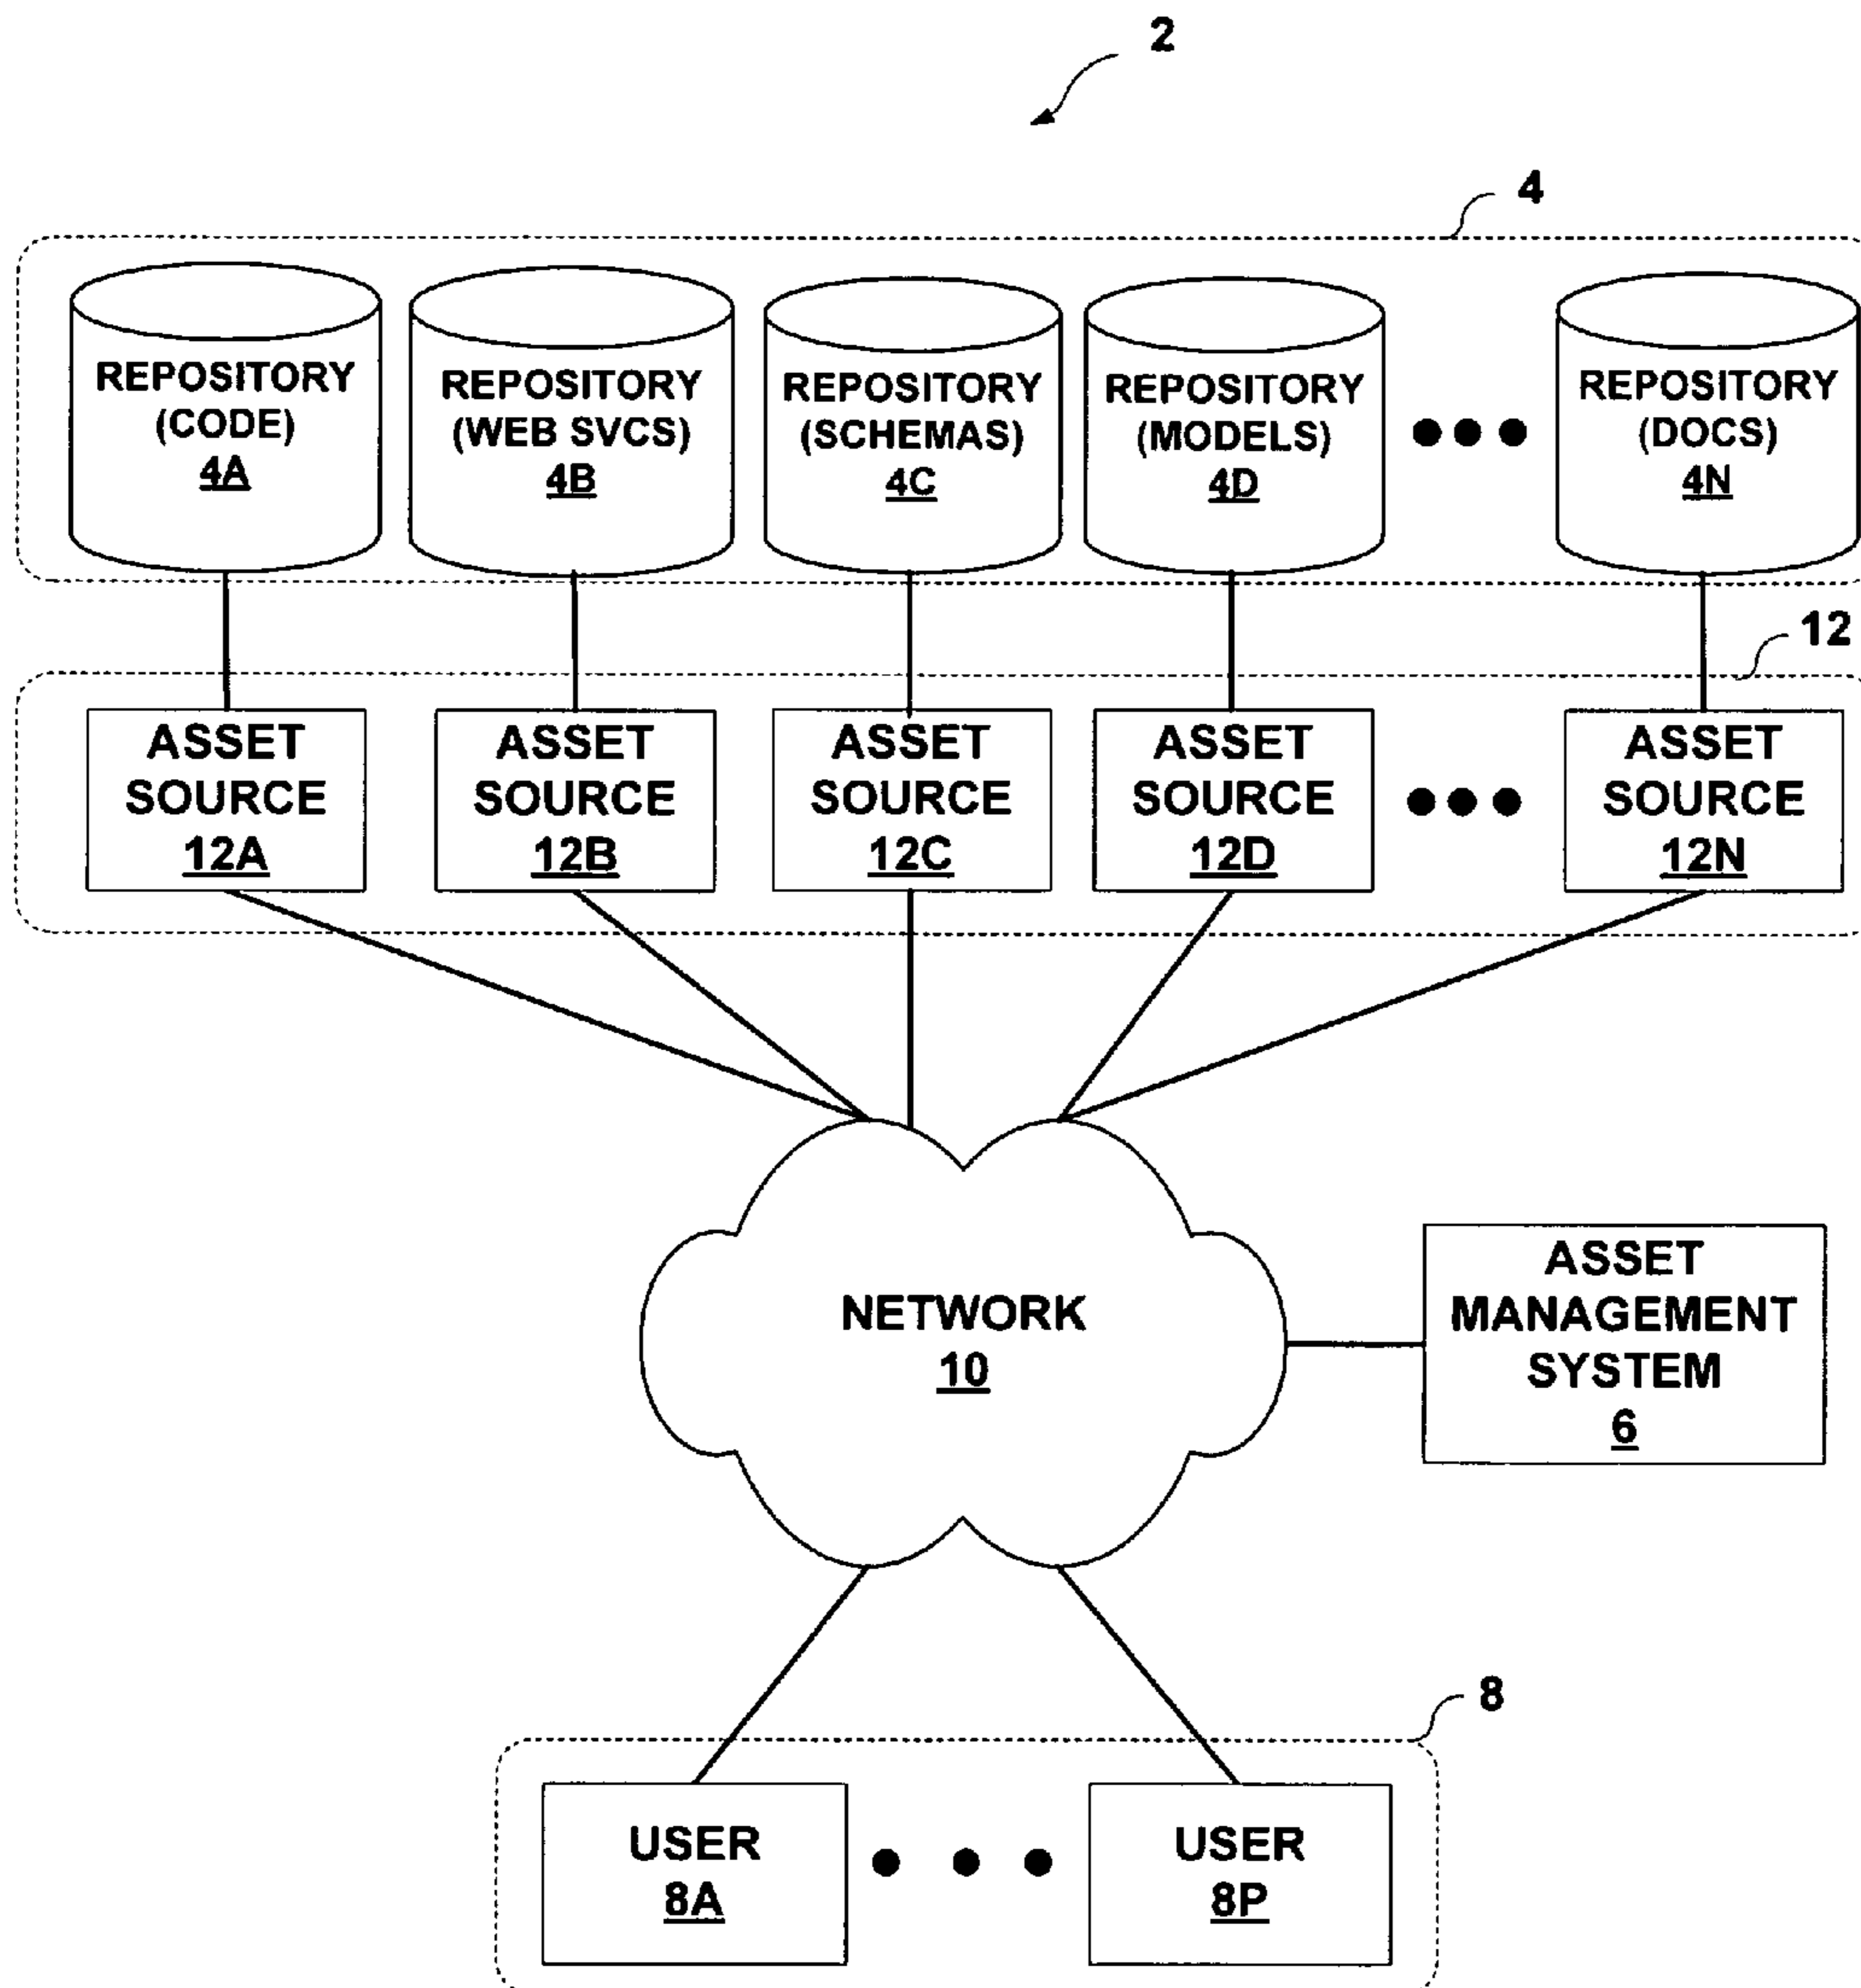 2
4
REPOSITORY
(CODE)
4A
REPOSITORY
(WEB SVCS)
4B
REPOSITORY
(SCHEMAS)
4C
REPOSITORY
(MODELS)
4D
REPOSITORY
(DOCS)
4N
12
ASSET
SOURCE
12A
ASSET
SOURCE
12B
ASSET
SOURCE
12C
ASSET
SOURCE
12D
ASSET
SOURCE
12N
NETWORK
10
ASSET
MANAGEMENT
SYSTEM
6
8
USER
8A
USER
8P